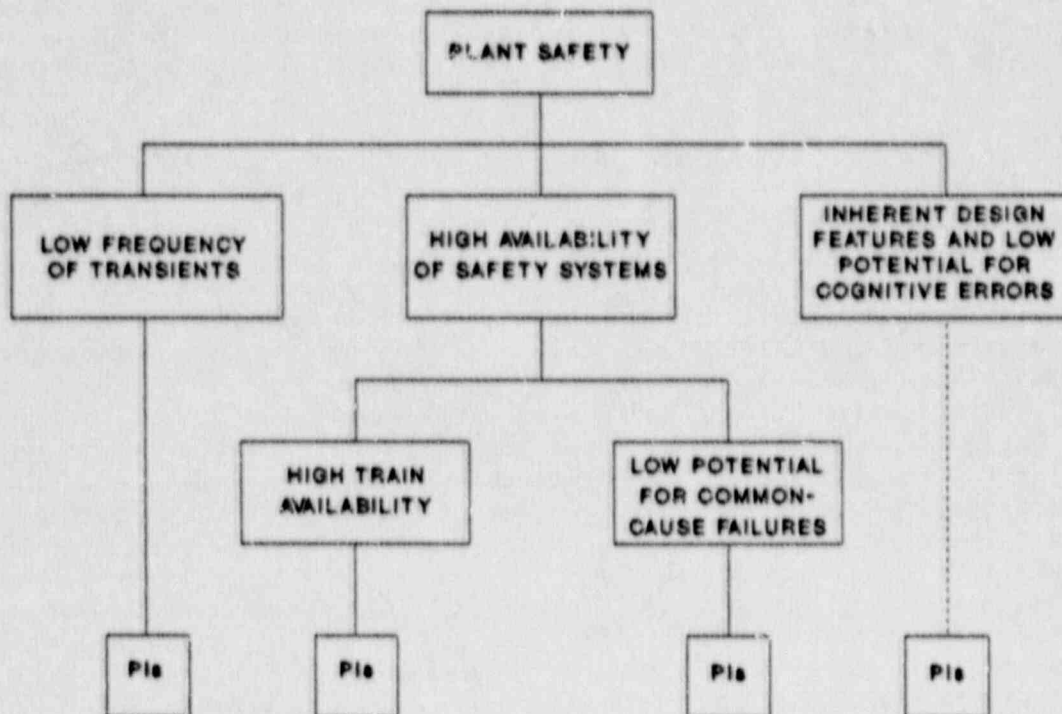 PLANT SAFETY
LOW FREQUENCY
OF TRANSIENTS
HIGH AVAILABILITY
OF SAFETY SYSTEMS
INHERENT DESIGN
FEATURES AND LOW
POTENTIAL FOR
COGNITIVE ERRORS
HIGH TRAIN
AVAILABILITY
LOW POTENTIAL
FOR COMMON-
CAUSE FAILURES
PIs
PIs
PIs
PIs